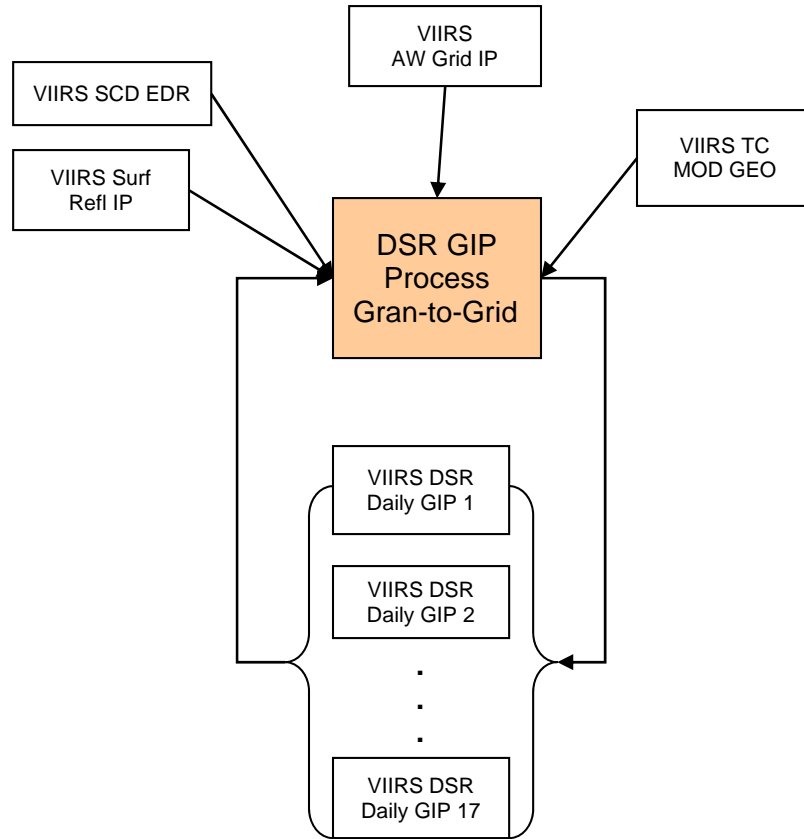 VIIRS
AW Grid IP
VIIRS SCD EDR
VIIRS Surf
Refl IP
VIIRS TC
MOD GEO
DSR GIP
Process
Gran-to-Grid
VIIRS DSR
Daily GIP 1
VIIRS DSR
Daily GIP 2
.
.
.
VIIRS DSR
Daily GIP 17